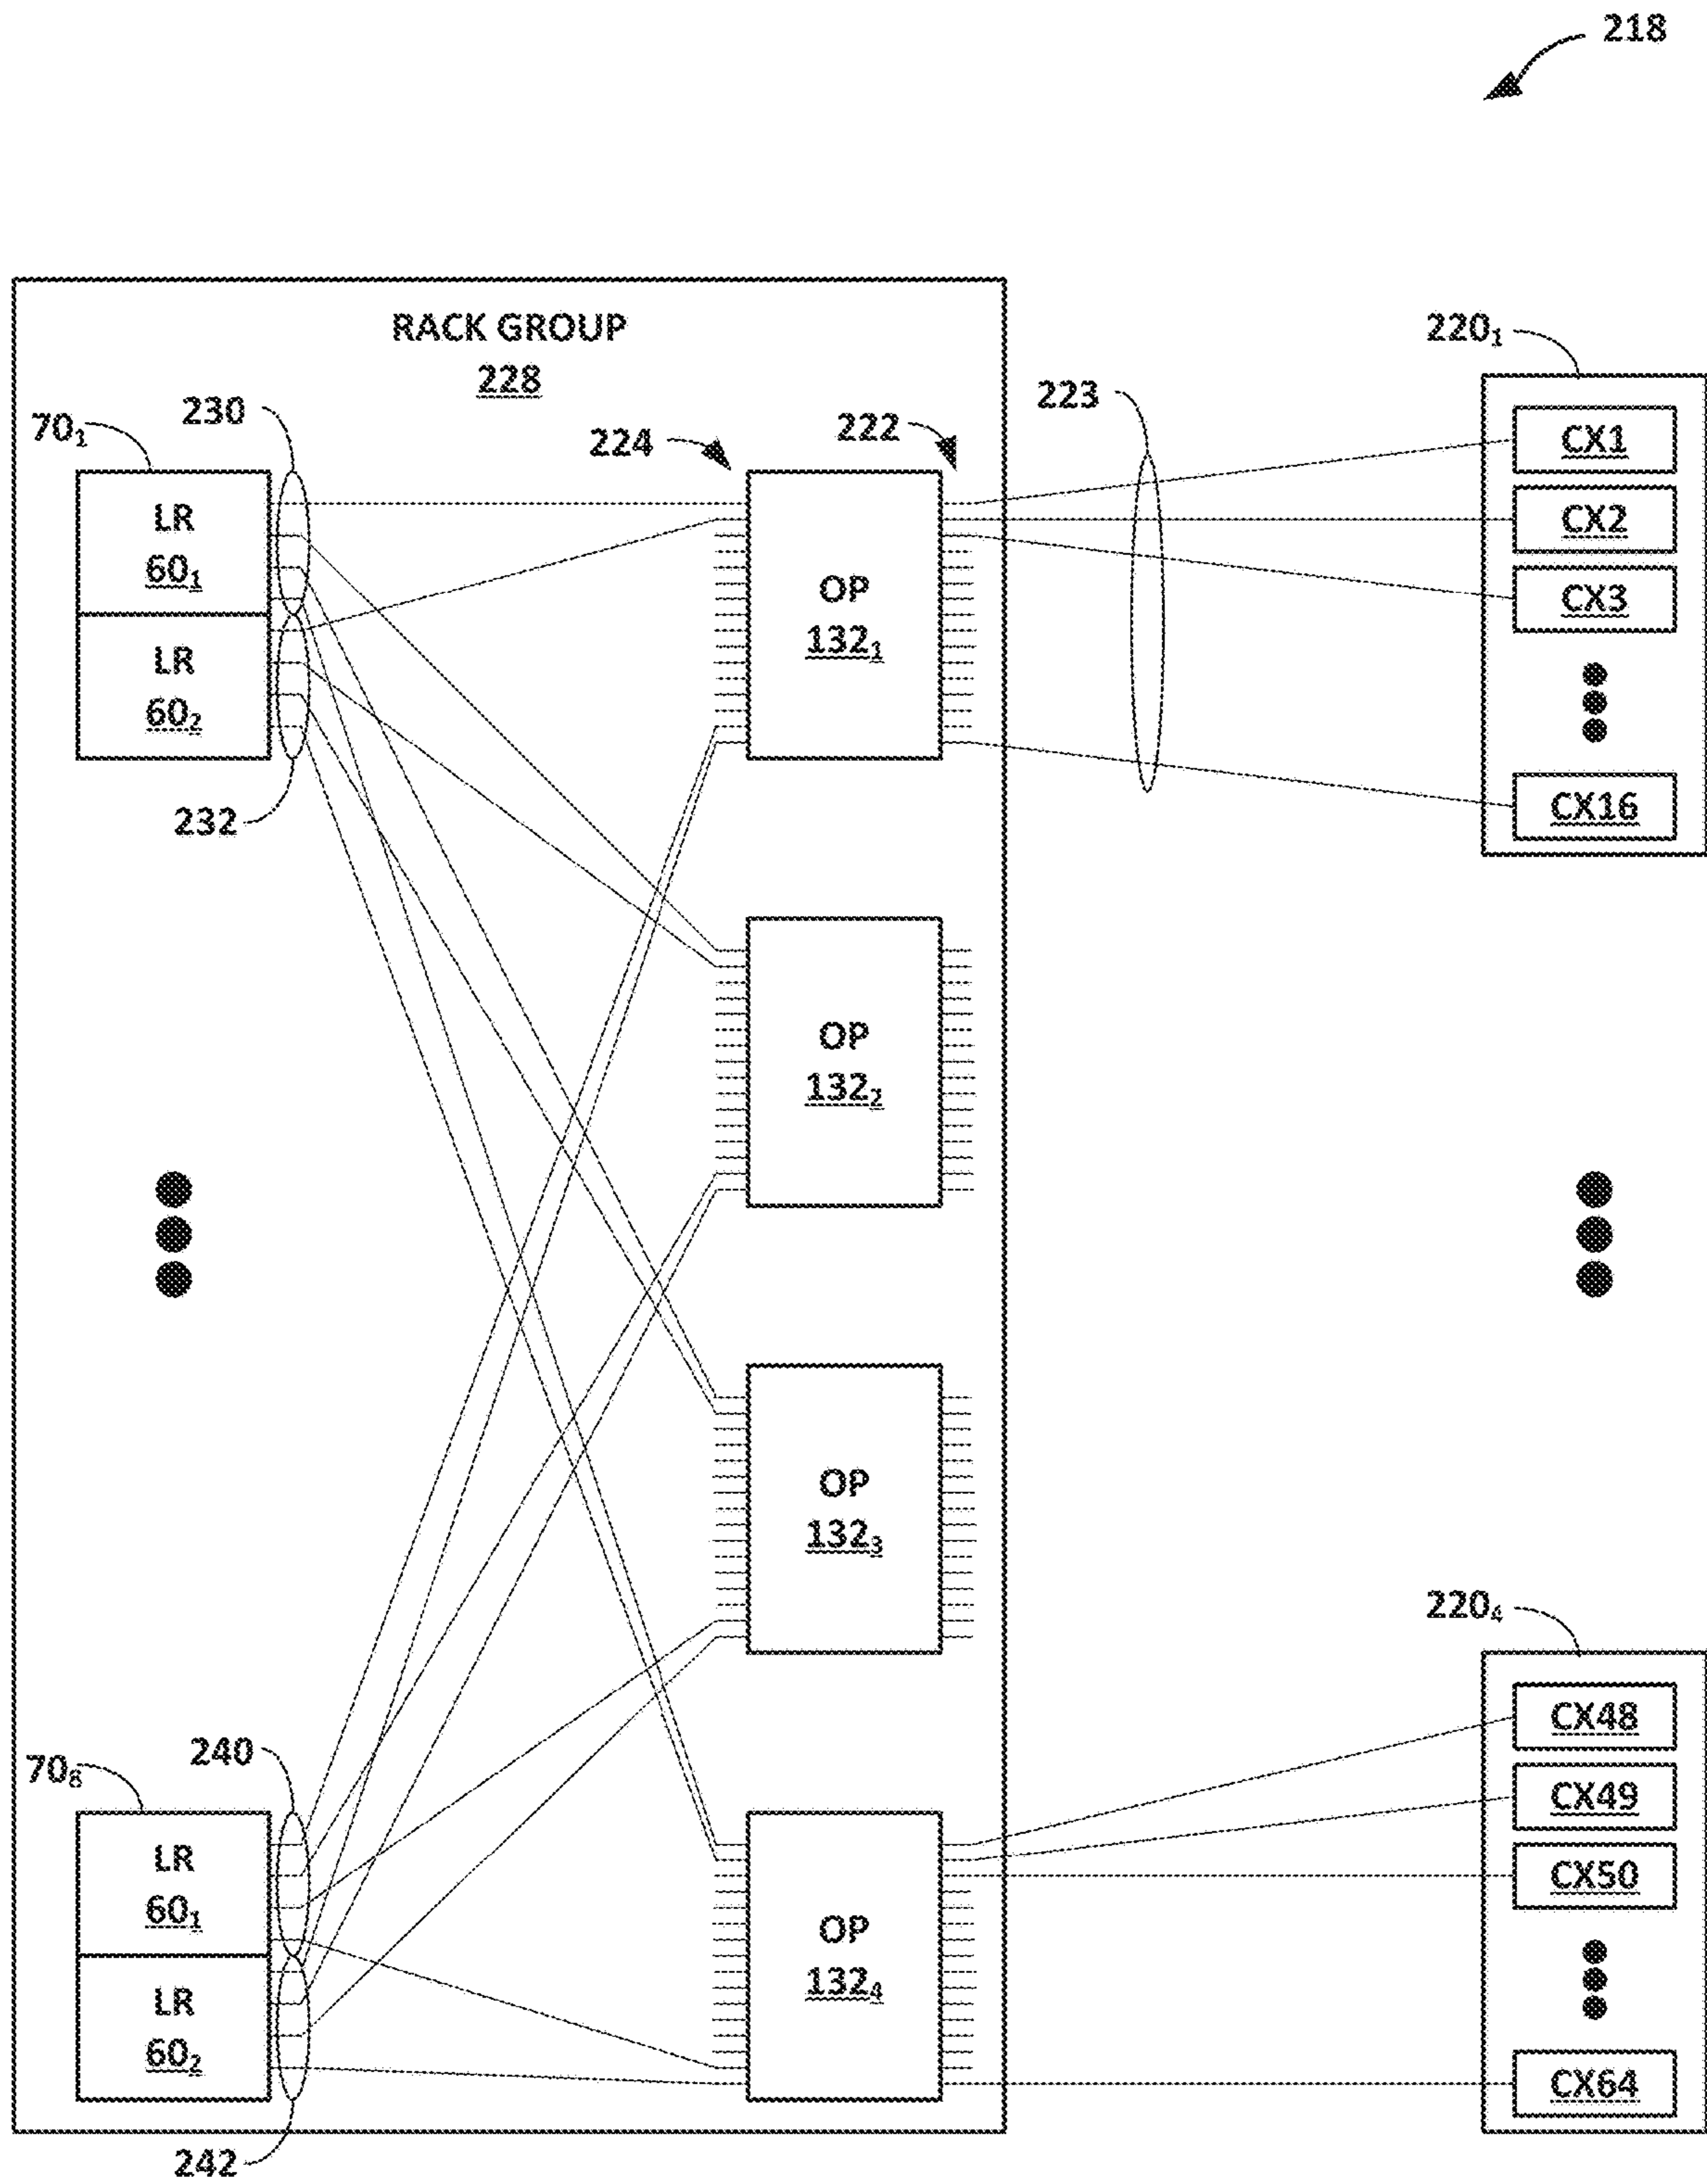 218
RACK GROUP
228
230
70₁
224
222
223
220₁
LR
60₁
LR
60₂
232
OP
132₁
CX1
CX2
CX3
CX16
OP
132₂
OP
132₃
220₄
240
70₈
LR
60₁
LR
60₂
242
OP
132₄
CX48
CX49
CX50
CX64